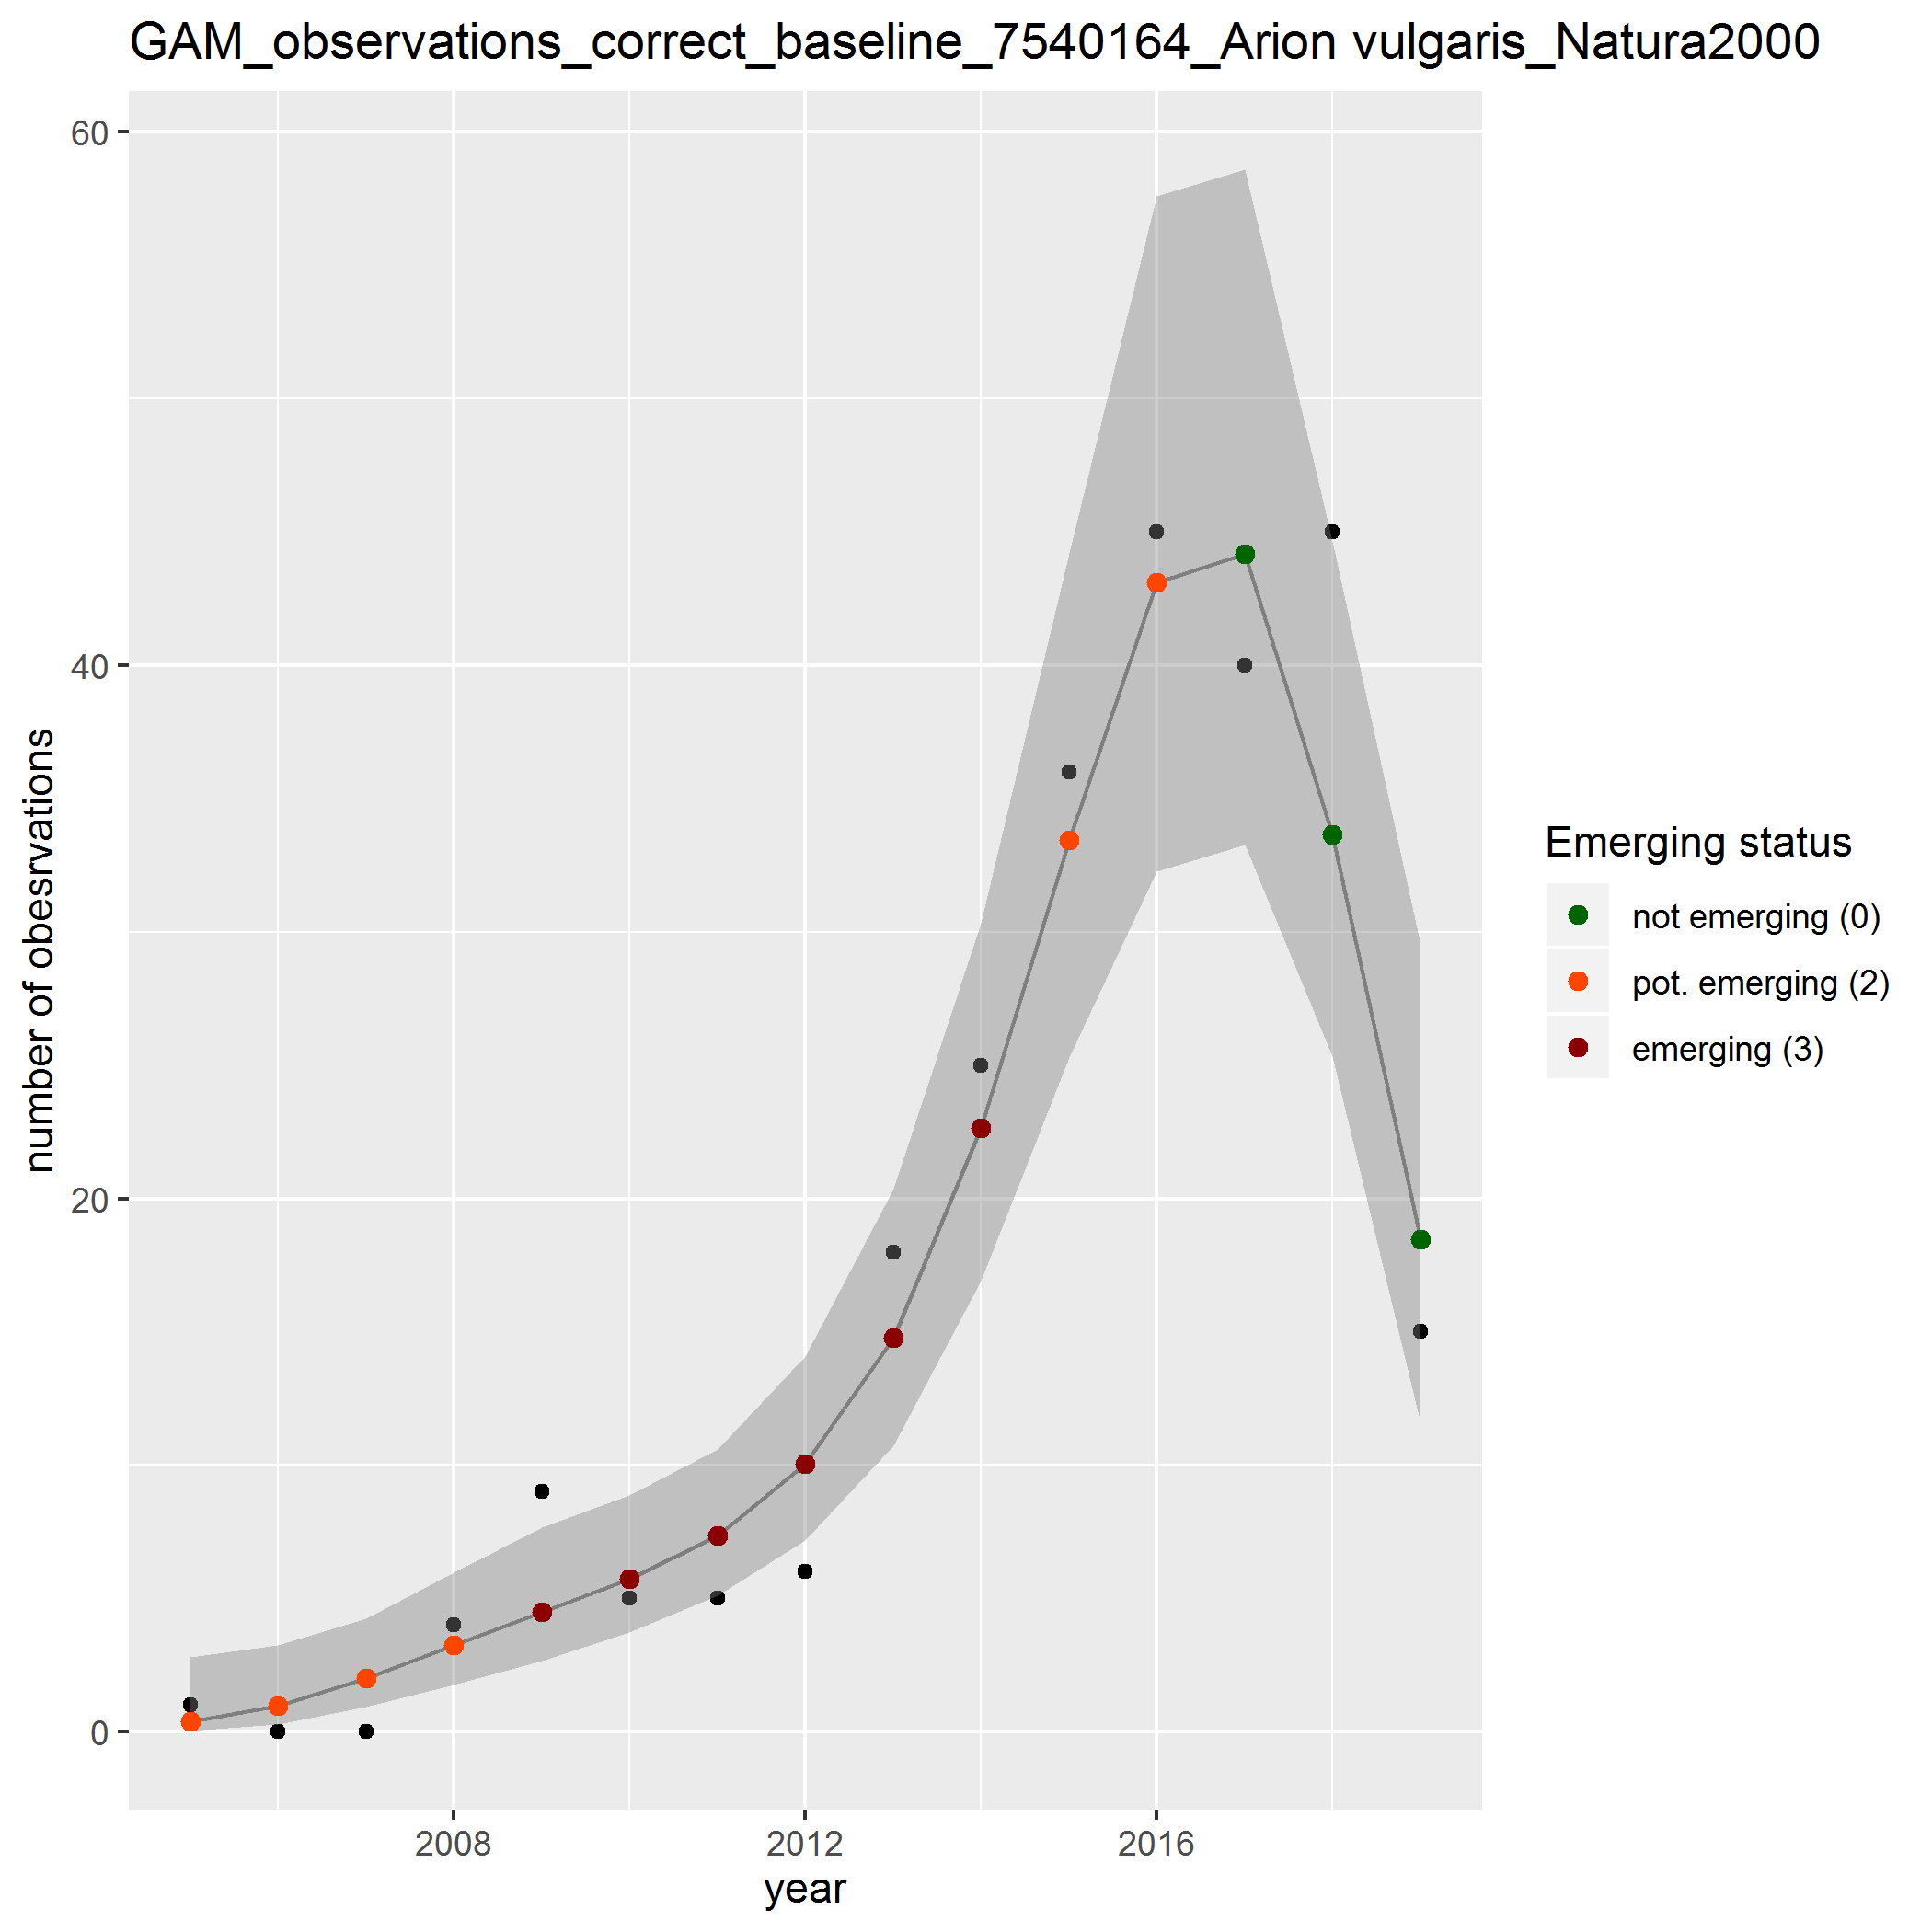 GAM_observations_correct_baseline_7540164_Arion vulgaris_Natura2000
60
40
20
0
number of obesrvations
2008
2012
2016
year
Emerging status
not emerging (0)
pot. emerging (2)
emerging (3)